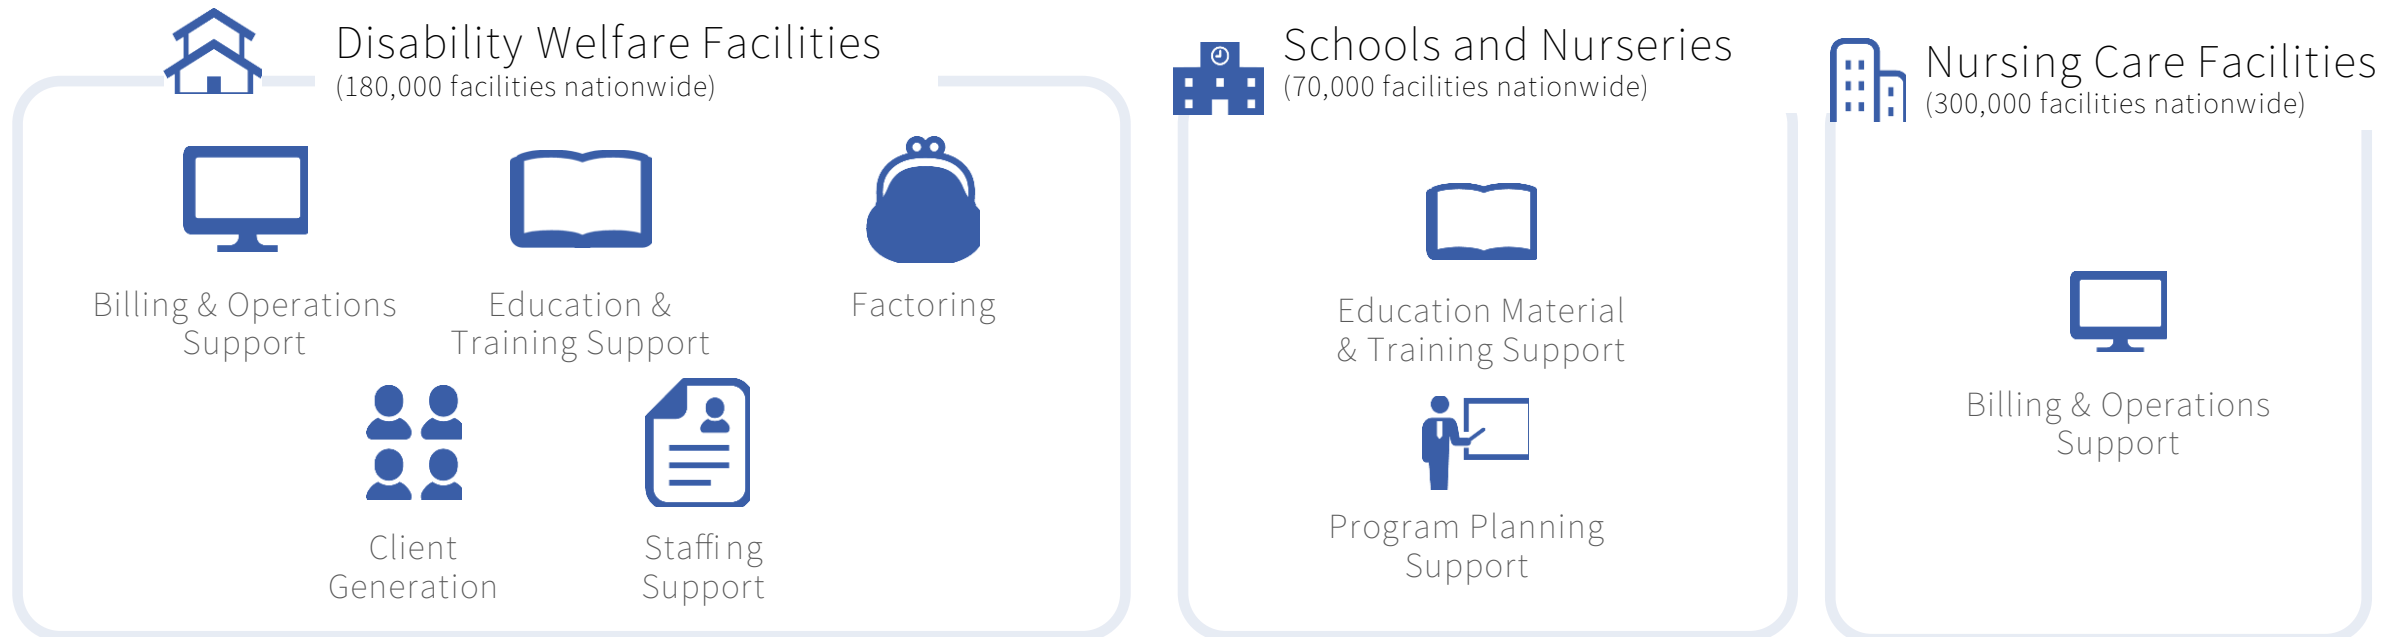 Disability Welfare Facilities
(180,000 facilities nationwide)
Billing & Operations
Support
Education &
Training Support
Factoring
Client
Generation
Staffing
Support
Schools and Nurseries
(70,000 facilities nationwide)
Education Material
& Training Support
Program Planning
Support
Nursing Care Facilities
(300,000 facilities nationwide)
Billing & Operations
Support